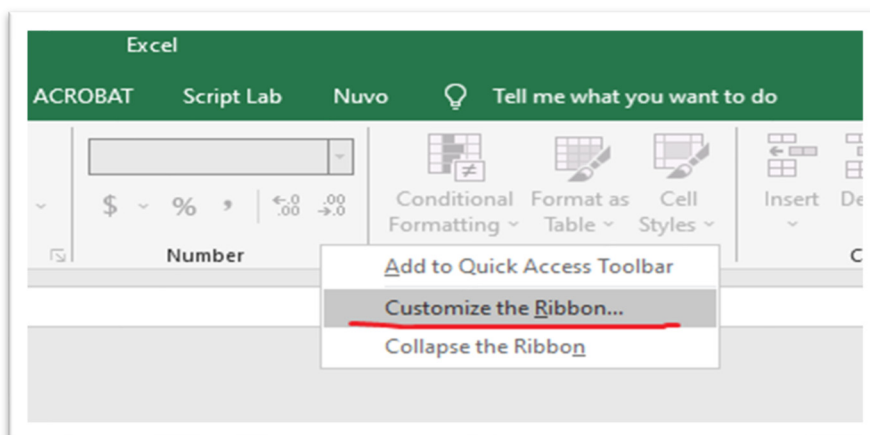 Excel
ACROBAT Script Lab Nuvo Tell me what you want to do
$ % , ←.0 .00 .00 →.0
Conditional Formatting
Format as Table
Cell Styles
Insert
Number
Add to Quick Access Toolbar
Customize the Ribbon...
Collapse the Ribbon